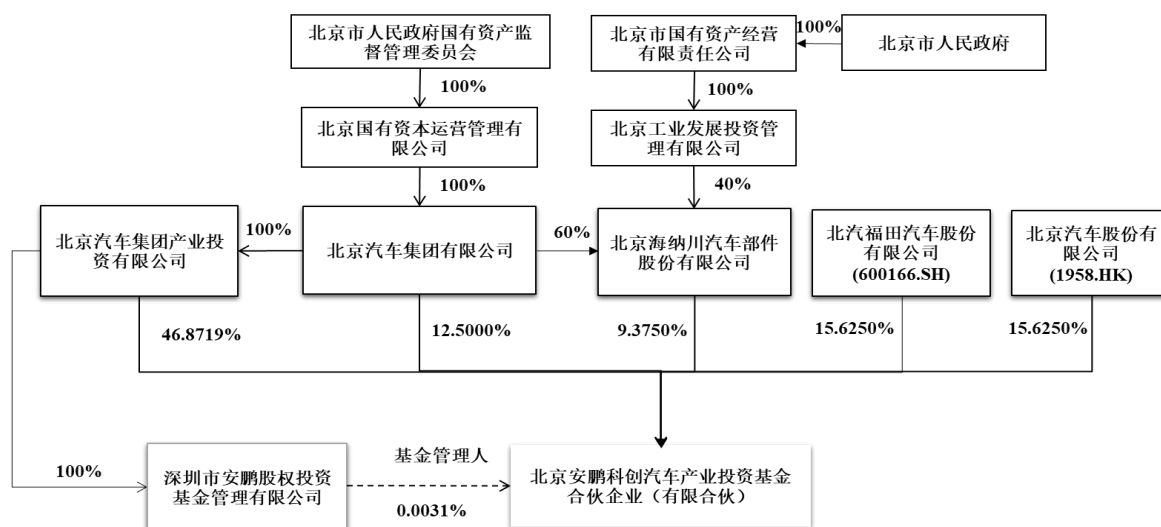 北京市人民政府国有资产监
督管理委员会
北京市国有资产经营
有限责任公司
100%
北京市人民政府
100%
100%
北京国有资本运营管理有
限公司
北京工业发展投资管
理有限公司
100%
40%
北京汽车集团产业投
资有限公司
100%
北京汽车集团有限公司
60%
北京海纳川汽车部件
股份有限公司
北汽福田汽车股份
有限公司
(600166.SH)
北京汽车股份有
限公司
(1958.HK)
46.8719%
12.5000%
9.3750%
15.6250%
15.6250%
100%
深圳市安鹏股权投资
基金管理有限公司
基金管理人
0.0031%
北京安鹏科创汽车产业投资基金
合伙企业（有限合伙）